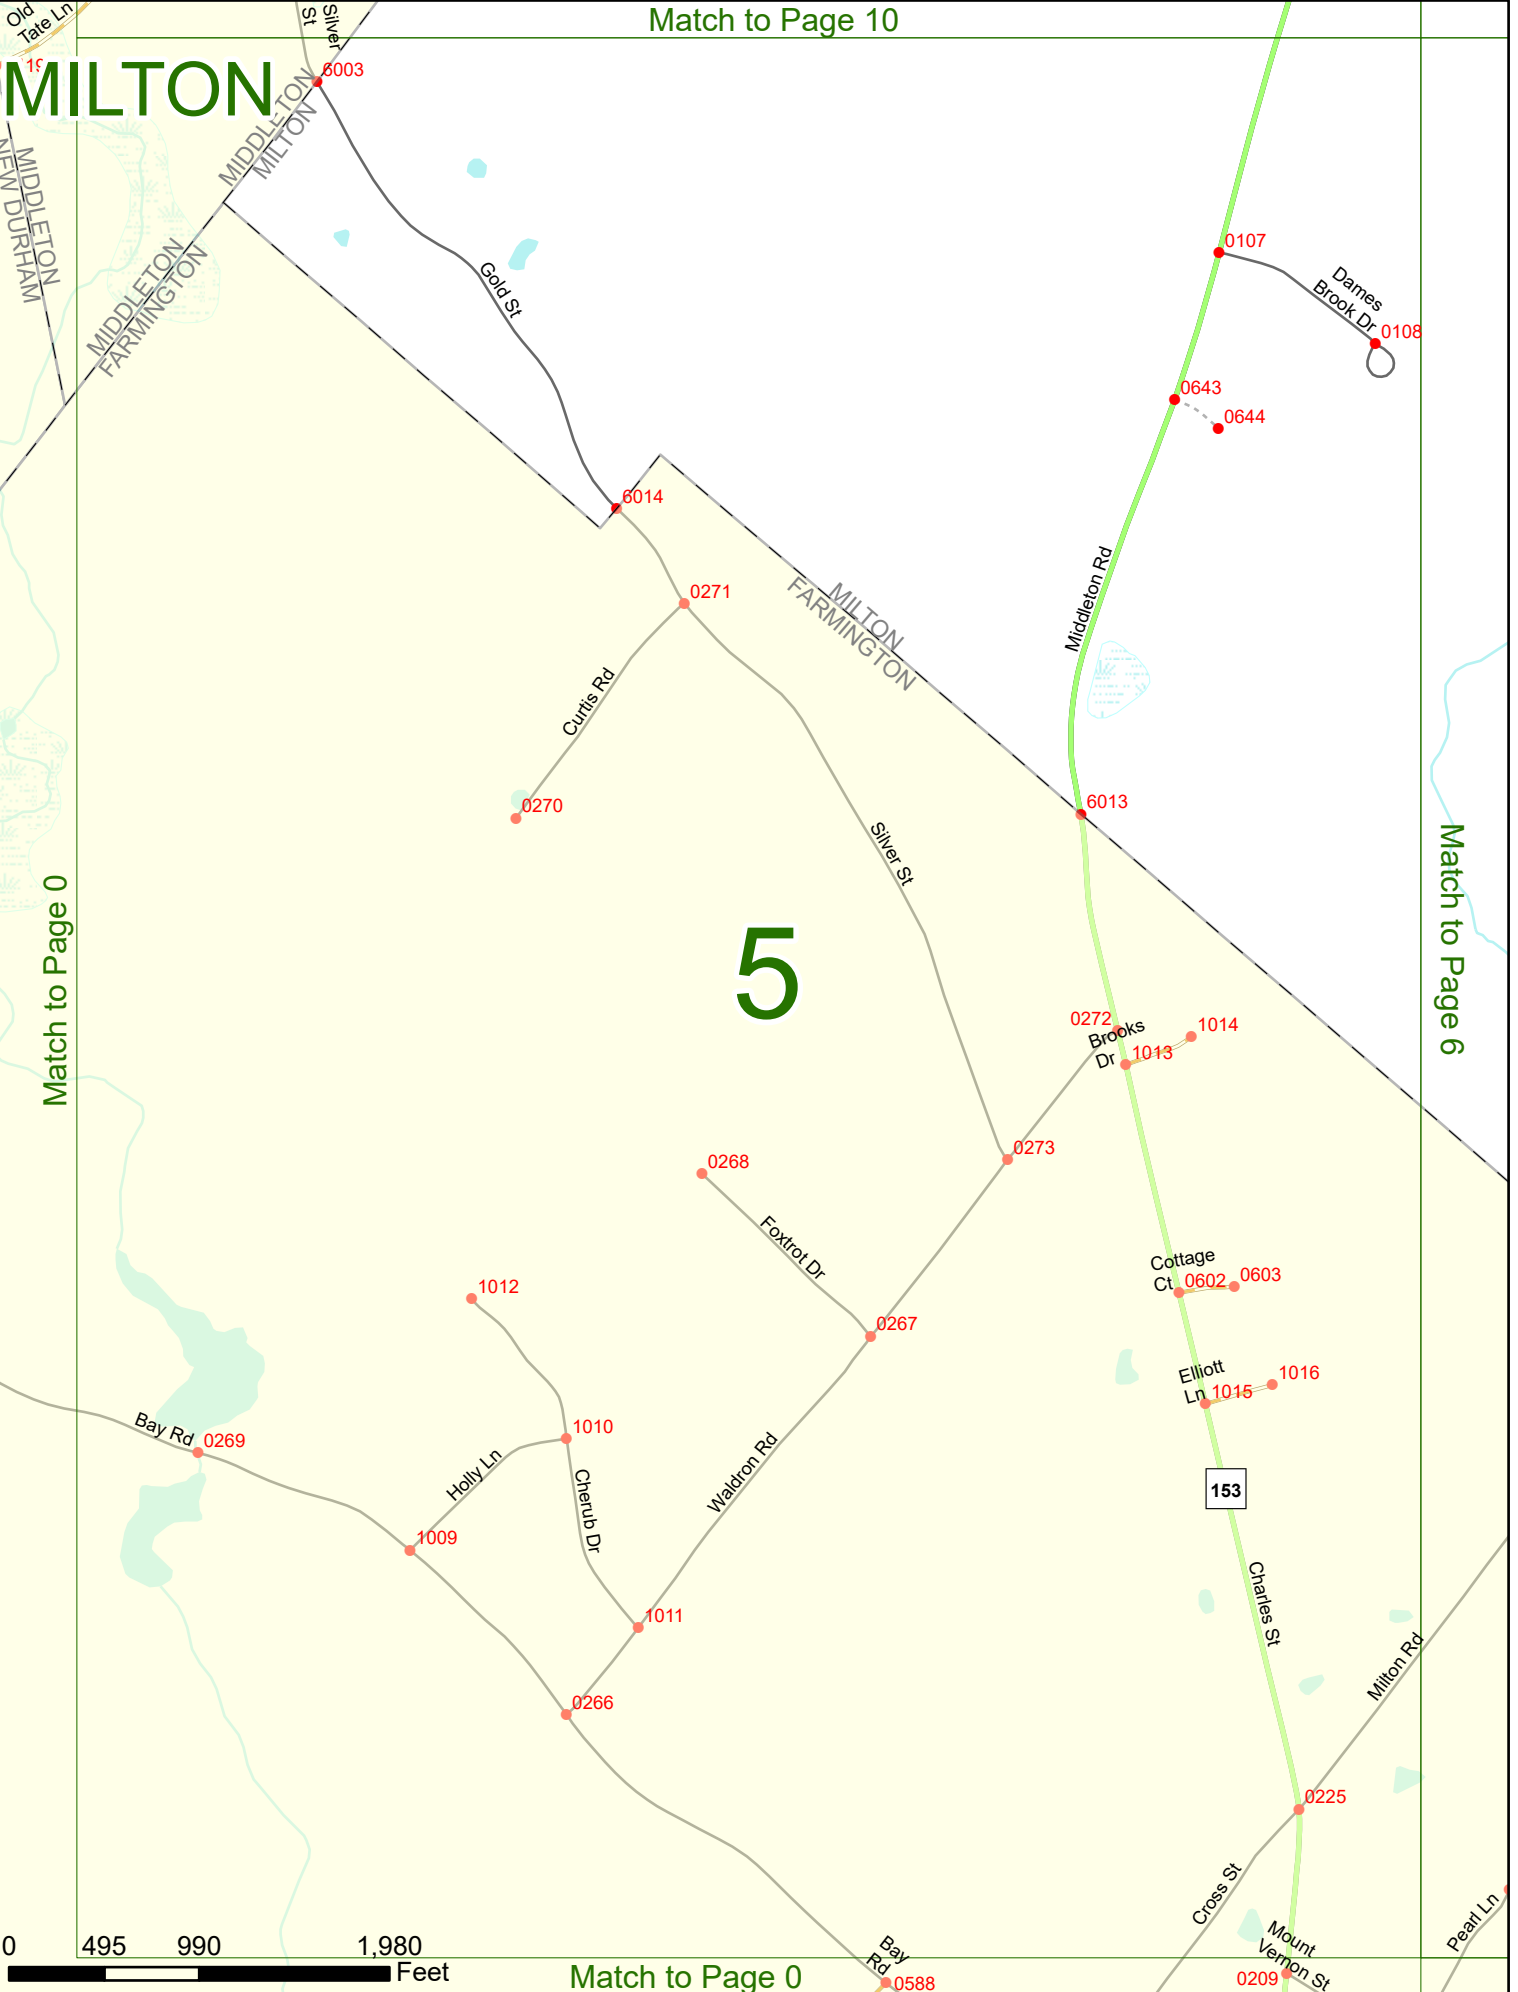 Match to Page 10
Old
Tate Ln
Silver
St
6003
MILTON
MIDDLETON
MILTON
MIDDLETON
NEW DURHAM
MIDDLETON
FARMINGTON
Gold St
0107
Dames
Brook Dr
0108
0643
0644
6014
Middleton Rd
0271
MILTON
FARMINGTON
Curtis Rd
0270
6013
Silver St
Match to Page 0
5
Match to Page 6
0272
Brooks
Dr
1013
1014
0273
0268
Foxtrot Dr
Cottage
Ct
0602
0603
1012
0267
Elliott
Ln
1015
1016
Bay Rd
0269
1010
Holly Ln
Cherub Dr
Waldron Rd
153
1009
Charles St
1011
Milton Rd
0266
0225
Cross St
Pearl Ln
Mount
Vernon St
0209
Bay
Rd
0588
0
495
990
1,980
Feet
Match to Page 0